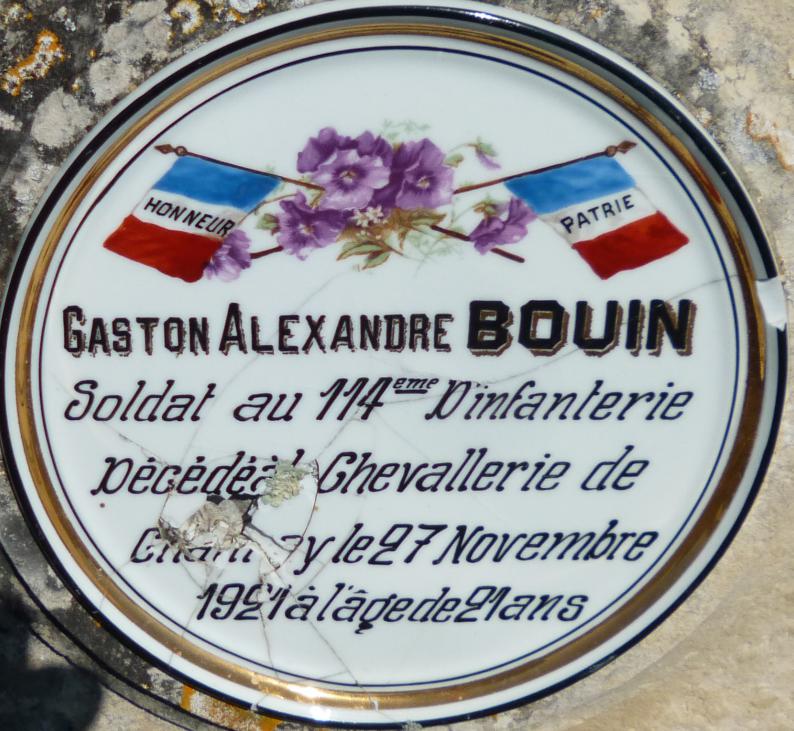 HONNEUR
PATRIE
GASTON ALEXANDRE BOUIN
Soldat au 114eme D'infanterie
Décédé à Chevallerie de
le 27 Novembre
1921 à l'âge de 21 ans